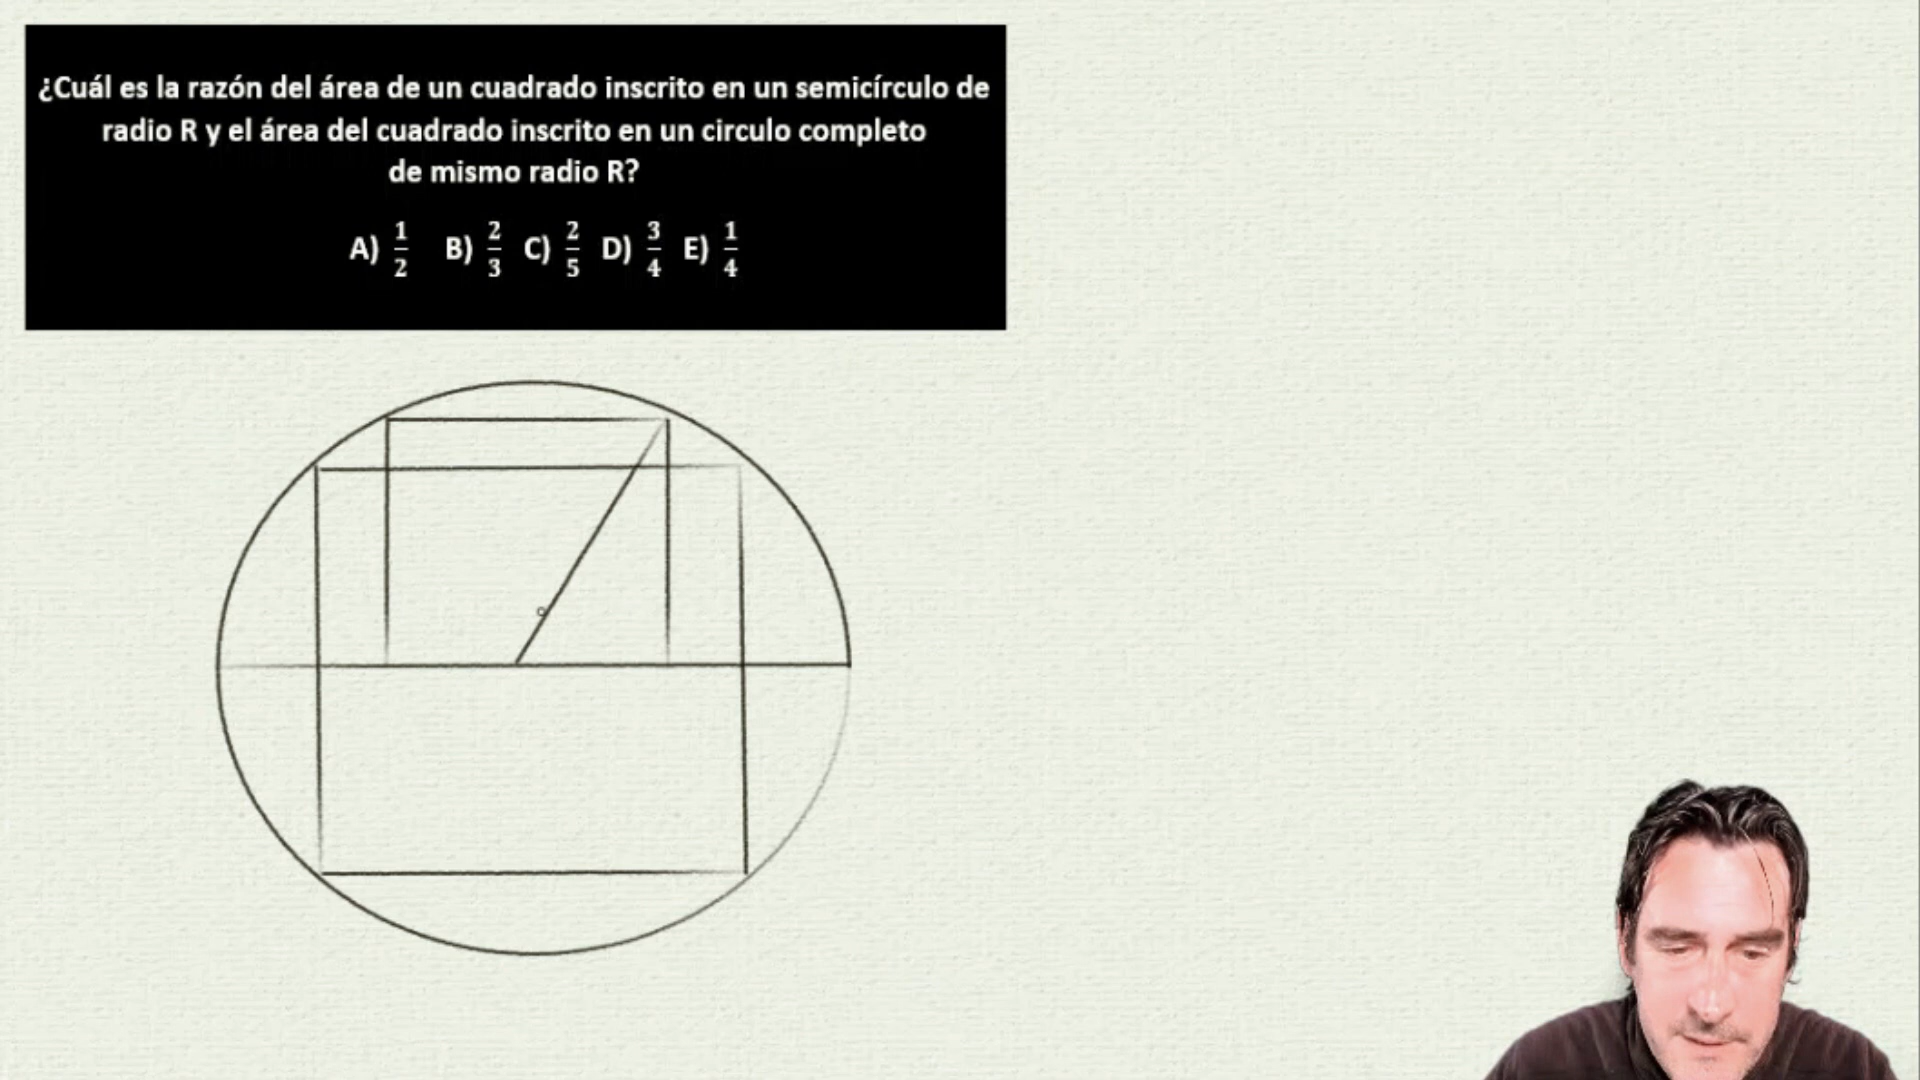 ¿Cuál es la razón del área de un cuadrado inscrito en un semicírculo de
radio R y el área del cuadrado inscrito en un circulo completo
de mismo radio R?
A) 1/2 B) 2/3 C) 2/5 D) 3/4 E) 1/4